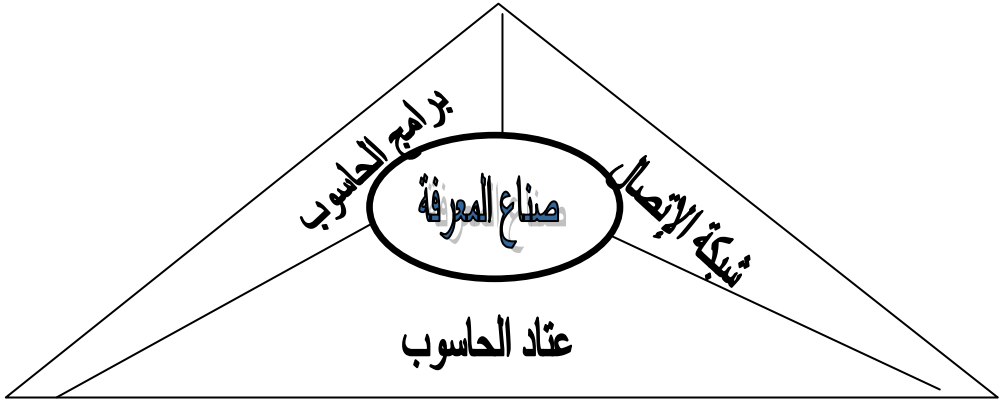 برامج الحاسوب
شبكة الإتصال
صناع المعرفة
عتاد الحاسوب